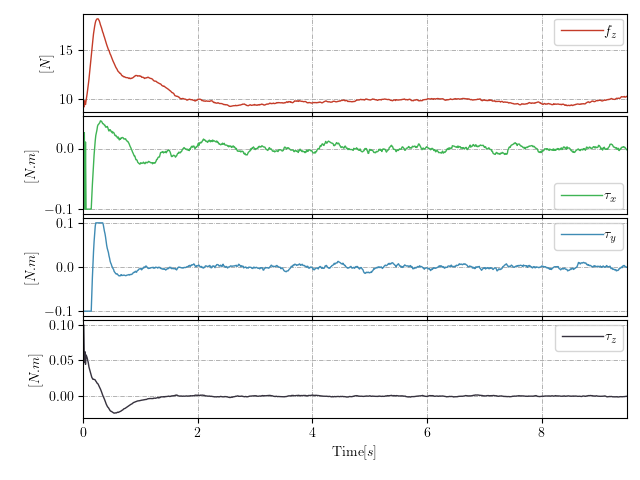 [N]
15
10
f_z
[N.m]
0.0
−0.1
τ_x
[N.m]
0.1
0.0
−0.1
τ_y
[N.m]
0.10
0.05
0.00
τ_z
0 2 4 6 8
Time[s]